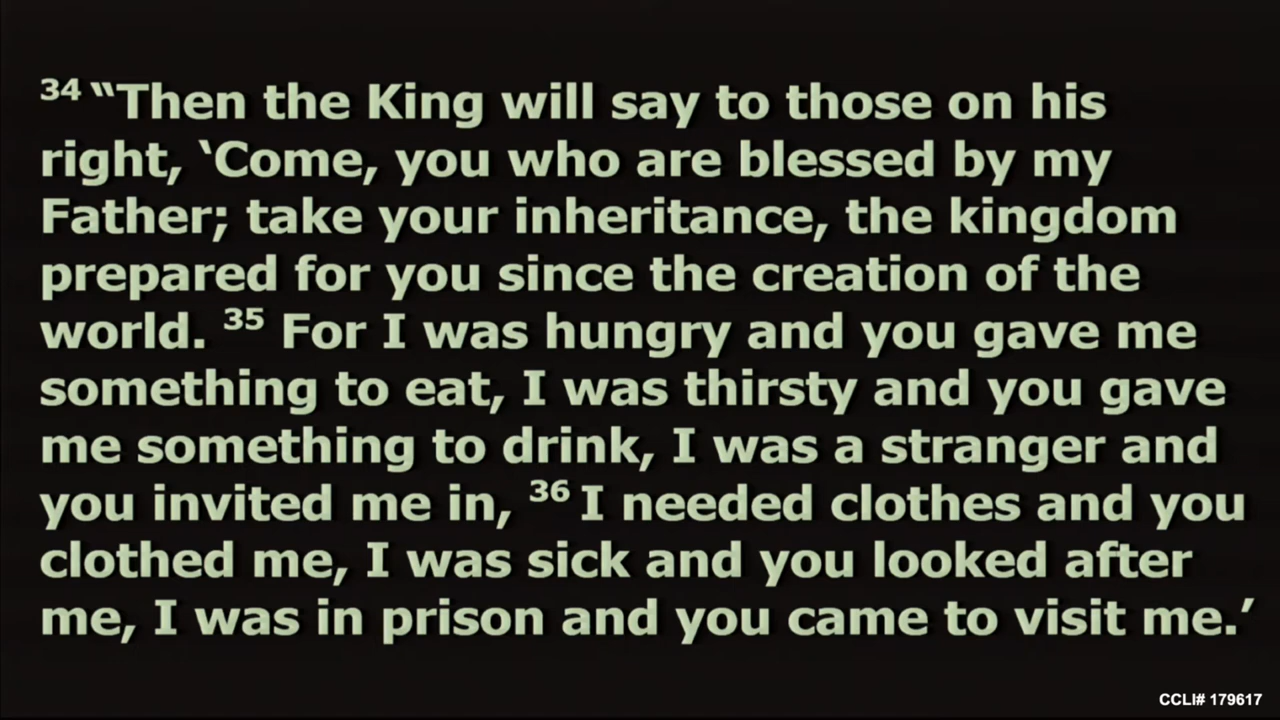 34 “Then the King will say to those on his
right, ‘Come, you who are blessed by my
Father; take your inheritance, the kingdom
prepared for you since the creation of the
world. 35 For I was hungry and you gave me
something to eat, I was thirsty and you gave
me something to drink, I was a stranger and
you invited me in, 36 I needed clothes and you
clothed me, I was sick and you looked after
me, I was in prison and you came to visit me.’
CCLI# 179617